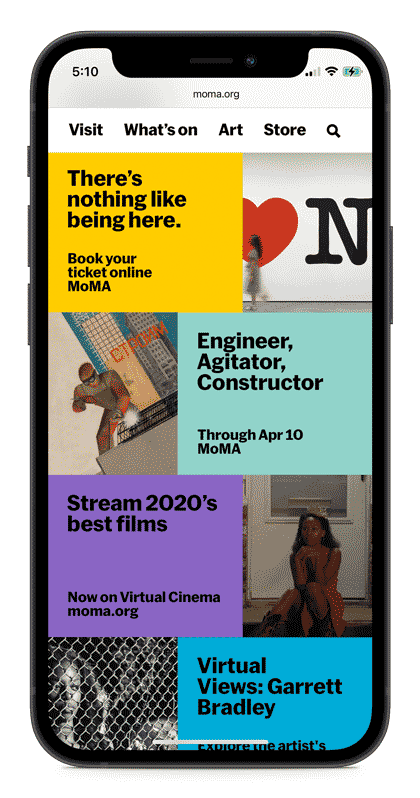 5:10
moma.org
Visit What's on Art Store
There's
nothing like
being here.
Book your
ticket online
MoMA
N
СТРОИМ
Engineer,
Agitator,
Constructor
Through Apr 10
MoMA
Stream 2020's
best films
Now on Virtual Cinema
moma.org
Virtual
Views: Garrett
Bradley
Explore the artist's